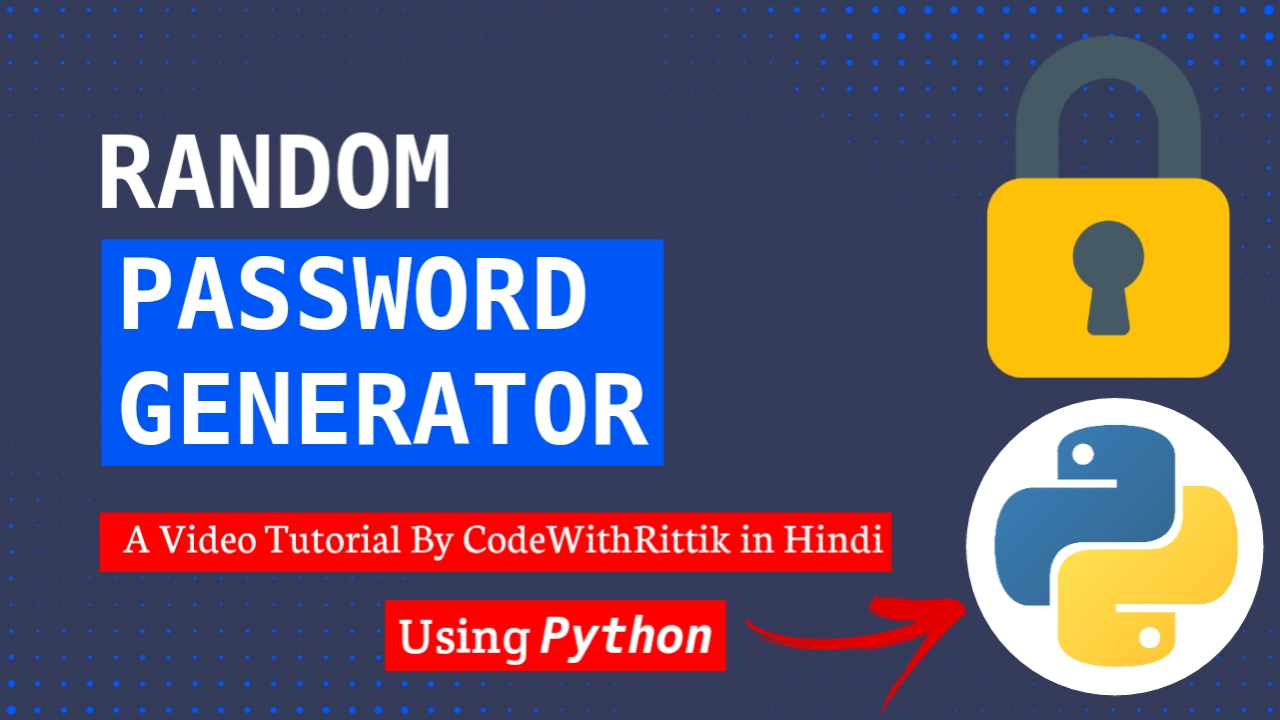 RANDOM
PASSWORD
GENERATOR
A Video Tutorial By CodeWithRittik in Hindi
Using Python